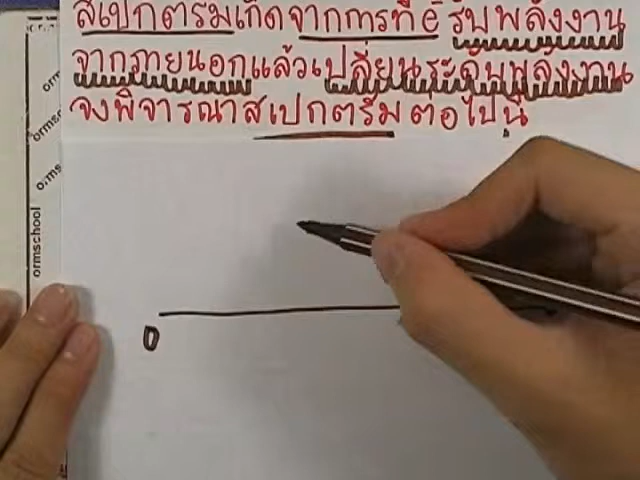 สเปกตรัมเกิดจากการที่ ē รับพลังงาน
จากภายนอกแล้วเปลี่ยนระดับพลังงาน
จงพิจารณาสเปกตรัมต่อไปนี้
0
ormschool